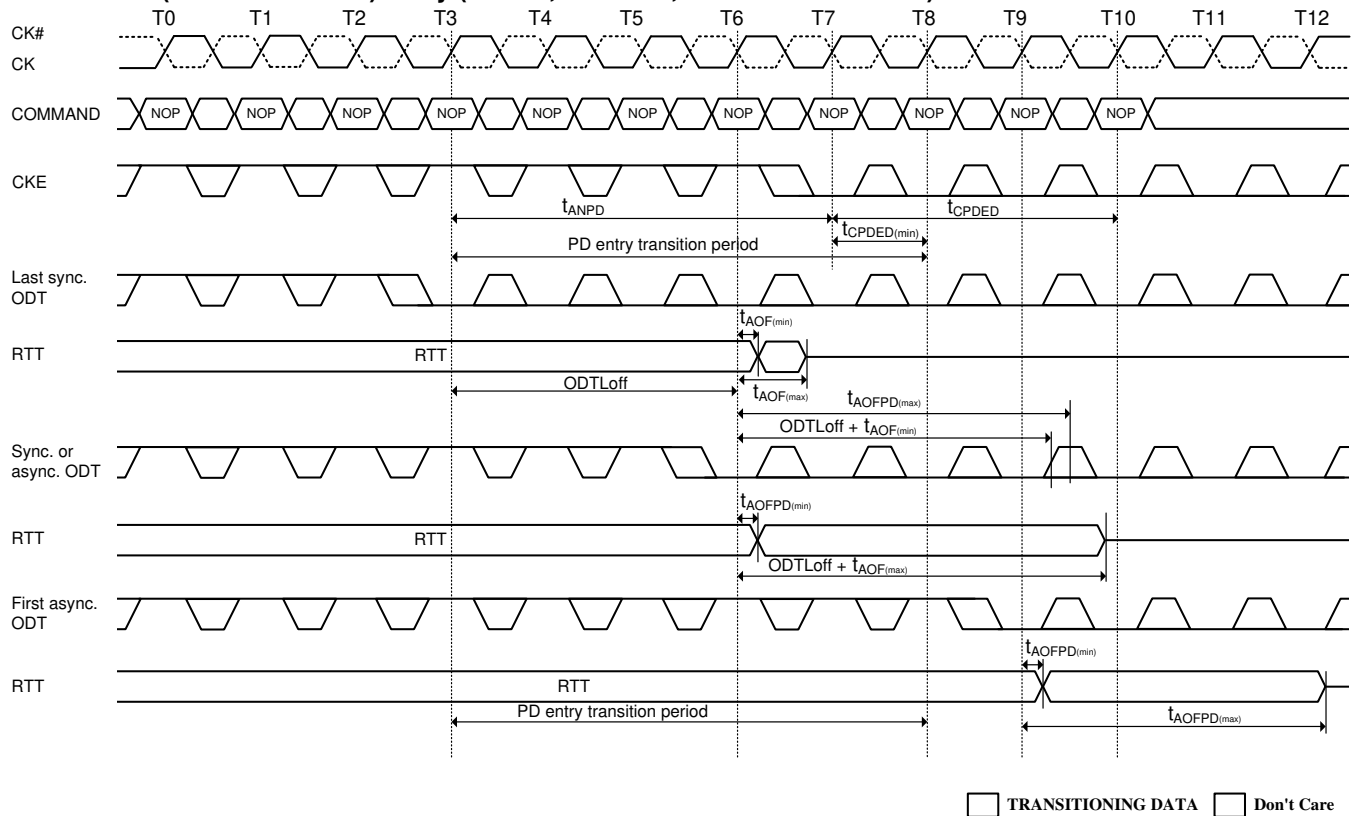 T0 T1 T2 T3 T4 T5 T6 T7 T8 T9 T10 T11 T12
CK#
CK
COMMAND NOP NOP NOP NOP NOP NOP NOP NOP NOP NOP NOP
CKE
tANPD tCPDED
tCPDED(min)
PD entry transition period
Last sync.
ODT
tAOF(min)
RTT RTT
ODTLoff tAOF(max)
tAOFPD(max)
ODTLoff + tAOF(min)
Sync. or
async. ODT
tAOFPD(min)
RTT RTT
ODTLoff + tAOF(max)
First async.
ODT
tAOFPD(min)
RTT RTT
PD entry transition period tAOFPD(max)
TRANSITIONING DATA Don't Care